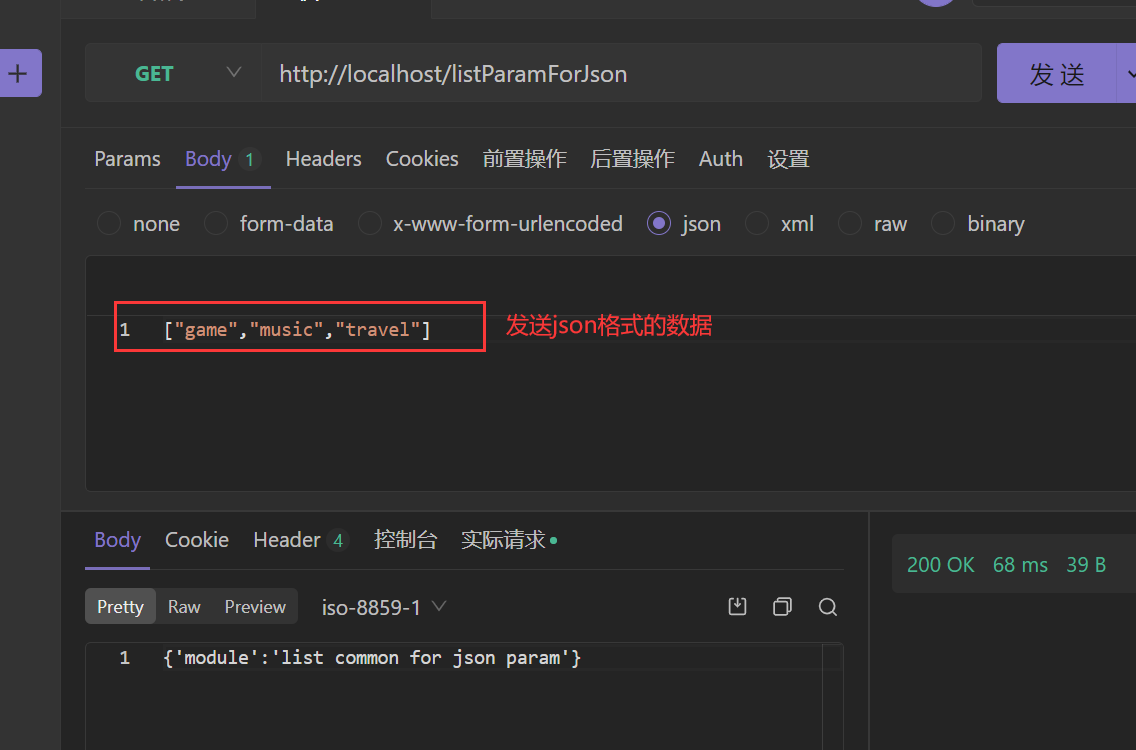 GET http://localhost/listParamForJson 发 送
Params Body 1 Headers Cookies 前置操作 后置操作 Auth 设置
none form-data x-www-form-urlencoded json xml raw binary
1 ["game","music","travel"] 发送json格式的数据
Body Cookie Header 4 控制台 实际请求
200 OK 68 ms 39 B
Pretty Raw Preview iso-8859-1
1 {'module':'list common for json param'}